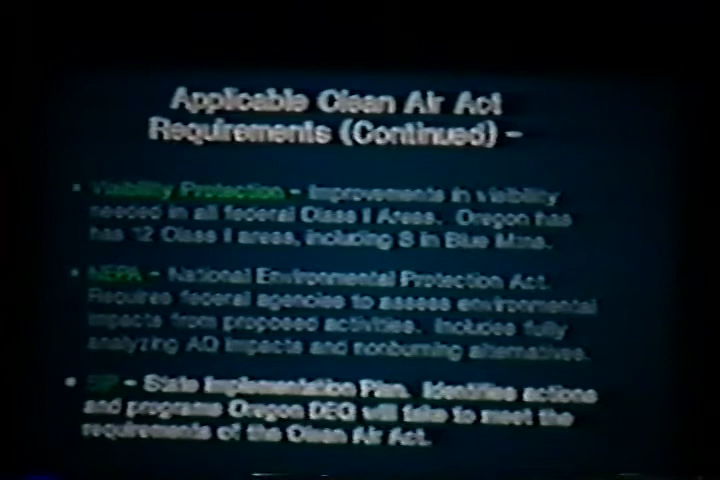 Applicable Clean Air Act
Requirements (Continued) -
• Visibility Protection - Improvements in visibility
needed in all federal Class I Areas. Oregon has
has 12 Class I areas, including in Blue Mtns.
• NEPA - National Environmental Protection Act.
Requires federal agencies to assess environmental
impacts from proposed activities. Includes fully
analyzing AQ impacts and nonburning alternatives.
• SIP - State Implementation Plan. Identifies actions
and programs Oregon DEQ will take to meet the
requirements of the Clean Air Act.